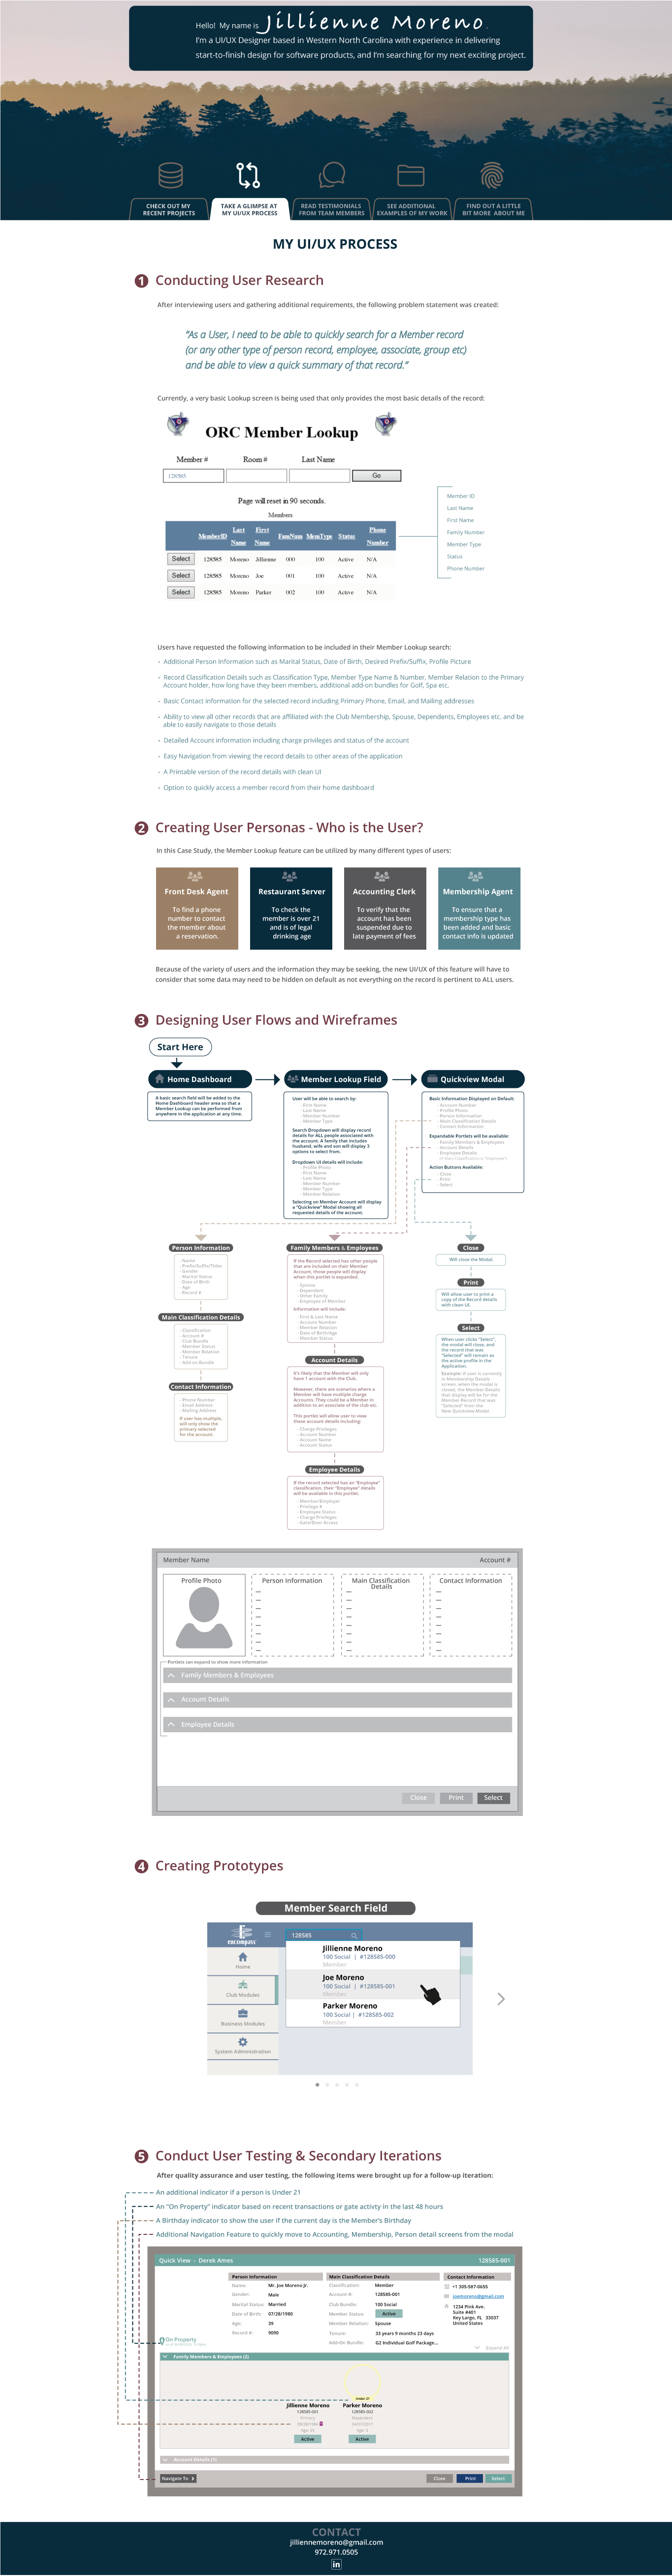 Hello! My name is Jillienne Moreno.
I'm a UI/UX Designer based in Western North Carolina with experience in delivering
start-to-finish design for software products, and I'm searching for my next exciting project.
CHECK OUT MY
RECENT PROJECTS
TAKE A GLIMPSE AT
MY UI/UX PROCESS
READ TESTIMONIALS
FROM TEAM MEMBERS
SEE ADDITIONAL
EXAMPLES OF MY WORK
FIND OUT A LITTLE
BIT MORE ABOUT ME
MY UI/UX PROCESS
1 Conducting User Research
After interviewing users and gathering additional requirements, the following problem statement was created:
"As a User, I need to be able to quickly search for a Member record
(or any other type of person record, employee, associate, group etc)
and be able to view a quick summary of that record."
Currently, a very basic Lookup screen is being used that only provides the most basic details of the record:
ORC Member Lookup
Member # Room # Last Name
128585 Go
Page will reset in 90 seconds.
Members
MemberID Last Name First Name FamNum MemType Status Phone Number
Select 128585 Moreno Jillienne 000 100 Active N/A
Select 128585 Moreno Joe 001 100 Active N/A
Select 128585 Moreno Parker 002 100 Active N/A
Member ID
Last Name
First Name
Family Number
Member Type
Status
Phone Number
Users have requested the following information to be included in their Member Lookup search:
- Additional Person Information such as Marital Status, Date of Birth, Desired Prefix/Suffix, Profile Picture
- Record Classification Details such as Classification Type, Member Type Name & Number, Member Relation to the Primary
Account holder, how long have they been members, additional add-on bundles for Golf, Spa etc.
- Basic Contact information for the selected record including Primary Phone, Email, and Mailing addresses
- Ability to view all other records that are affiliated with the Club Membership, Spouse, Dependents, Employees etc. and be
able to easily navigate to those details
- Detailed Account information including charge privileges and status of the account
- Easy Navigation from viewing the record details to other areas of the application
- A Printable version of the record details with clean UI
- Option to quickly access a member record from their home dashboard
2 Creating User Personas - Who is the User?
In this Case Study, the Member Lookup feature can be utilized by many different types of users:
Front Desk Agent
To find a phone
number to contact
the member about
a reservation.
Restaurant Server
To check the
member is over 21
and is of legal
drinking age
Accounting Clerk
To verify that the
account has been
suspended due to
late payment of fees
Membership Agent
To ensure that a
membership type has
been added and basic
contact info is updated
Because of the variety of users and the information they may be seeking, the new UI/UX of this feature will have to
consider that some data may need to be hidden on default as not everything on the record is pertinent to ALL users.
3 Designing User Flows and Wireframes
Start Here
Home Dashboard
A basic search field will be added to the
Home Dashboard header area so that a
Member Lookup can be performed from
anywhere in the application at any time.
Member Lookup Field
User will be able to search by:
- First Name
- Last Name
- Member Number
- Member Type
Search Dropdown will display record
details for ALL people associated with
the account. A family that includes
husband, wife and son will display 3
options to select from.
Dropdown UI details will include:
- Profile Photo
- First Name
- Last Name
- Member Number
- Member Type
- Member Relation
Selecting on Member Account will display
a "Quickview" Modal showing all
requested details of the account.
Quickview Modal
Basic Information Displayed on Default:
- Account Number
- Profile Photo
- Person Information
- Main Classification Details
- Contact Information
Expandable Portlets will be available:
- Family Members & Employees
- Account Details
- Employee Details
(if Main Classification is "Employee")
Action Buttons Available:
- Close
- Print
- Select
Person Information
- Name
- Prefix/Suffix/Titles
- Gender
- Marital Status
- Date of Birth
- Age
- Record #
Main Classification Details
- Classification
- Account #
- Club Bundle
- Member Status
- Member Relation
- Tenure
- Add-on Bundle
Contact Information
- Phone Number
- Email Address
- Mailing Address
If user has multiple,
will only show the
primary selected
for the account.
Family Members & Employees
If the Record selected has other people
that are included on their Member
Account, those people will display
when this portlet is expanded.
- Spouse
- Dependent
- Other Family
- Employee of Member
Information will include:
- First & Last Name
- Account Number
- Member Relation
- Date of Birth/Age
- Member Status
Account Details
It's likely that the Member will only
have 1 account with the Club.
However, there are scenarios where a
Member will have multiple charge
Accounts. They could be a Member in
addition to an associate of the club etc.
This portlet will allow user to view
these account details including:
- Charge Privileges
- Account Number
- Account Name
- Account Status
Employee Details
If the record selected has an "Employee"
classification, their "Employee" details
will be available in this portlet.
- Member/Employer
- Privilege #
- Employee Status
- Charge Privileges
- Gate/Door Access
Close
Will close the Modal.
Print
Will allow user to print a
copy of the Record details
with clean UI.
Select
When user clicks "Select",
the modal will close, and
the record that was
"Selected" will remain as
the active profile in the
Application.
Example: If user is currently
in Membership Details
screen, when the modal is
closed, the Member Details
that display will be for the
Member Record that was
"Selected" from the
New Quickview Modal.
Member Name Account #
Profile Photo
Person Information
Main Classification
Details
Contact Information
Portlets can expand to show more information
Family Members & Employees
Account Details
Employee Details
Close Print Select
4 Creating Prototypes
Member Search Field
encompass
128585
Home
Club Modules
Business Modules
System Administration
Jillienne Moreno
100 Social | #128585-000
Member
Joe Moreno
100 Social | #128585-001
Member
Parker Moreno
100 Social | #128585-002
Member
5 Conduct User Testing & Secondary Iterations
After quality assurance and user testing, the following items were brought up for a follow-up iteration:
An additional indicator if a person is Under 21
An "On Property" indicator based on recent transactions or gate activty in the last 48 hours
A Birthday indicator to show the user if the current day is the Member's Birthday
Additional Navigation Feature to quickly move to Accounting, Membership, Person detail screens from the modal
Quick View - Derek Ames 128585-001
Person Information
Name: Mr. Joe Moreno Jr.
Gender: Male
Marital Status: Married
Date of Birth: 07/28/1980
Age: 39
Record #: 9090
Main Classification Details
Classification: Member
Account #: 128585-001
Club Bundle: 100 Social
Member Status: Active
Member Relation: Spouse
Tenure: 33 years 9 months 23 days
Add-On Bundle: G2 Individual Golf Package...
Contact Information
+1 305-587-0655
joemoreno@gmail.com
1234 Pink Ave.
Suite #401
Key Largo, FL 33037
United States
On Property
Expand All
Family Members & Employees (2)
Under 21
Jillienne Moreno
128585-001
Primary
Active
Parker Moreno
128585-002
Active
Account Details (1)
Navigate To
Close Print Select
CONTACT
jilliennemoreno@gmail.com
972.971.0505
in